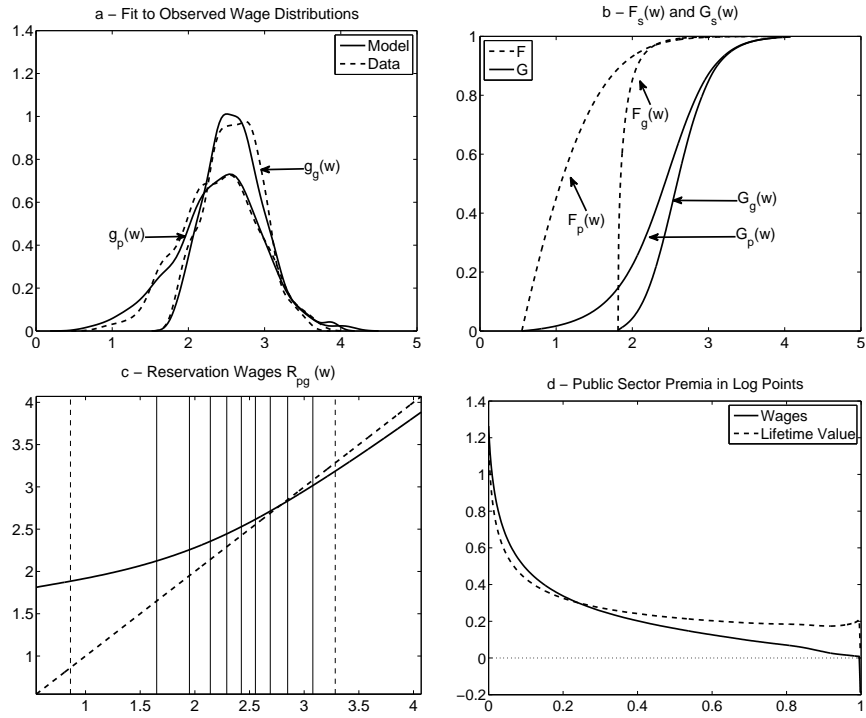 a – Fit to Observed Wage Distributions
1.4
1.2
1
0.8
0.6
0.4
0.2
0
0 1 2 3 4 5
Model
Data
g_g(w)
g_p(w)
b – F_s(w) and G_s(w)
1
0.8
0.6
0.4
0.2
0
0 1 2 3 4 5
F
G
F_g(w)
F_p(w)
G_g(w)
G_p(w)
c – Reservation Wages R_pg (w)
4
3.5
3
2.5
2
1.5
1
1 1.5 2 2.5 3 3.5 4
d – Public Sector Premia in Log Points
1.4
1.2
1
0.8
0.6
0.4
0.2
0
−0.2
0 0.2 0.4 0.6 0.8 1
Wages
Lifetime Value